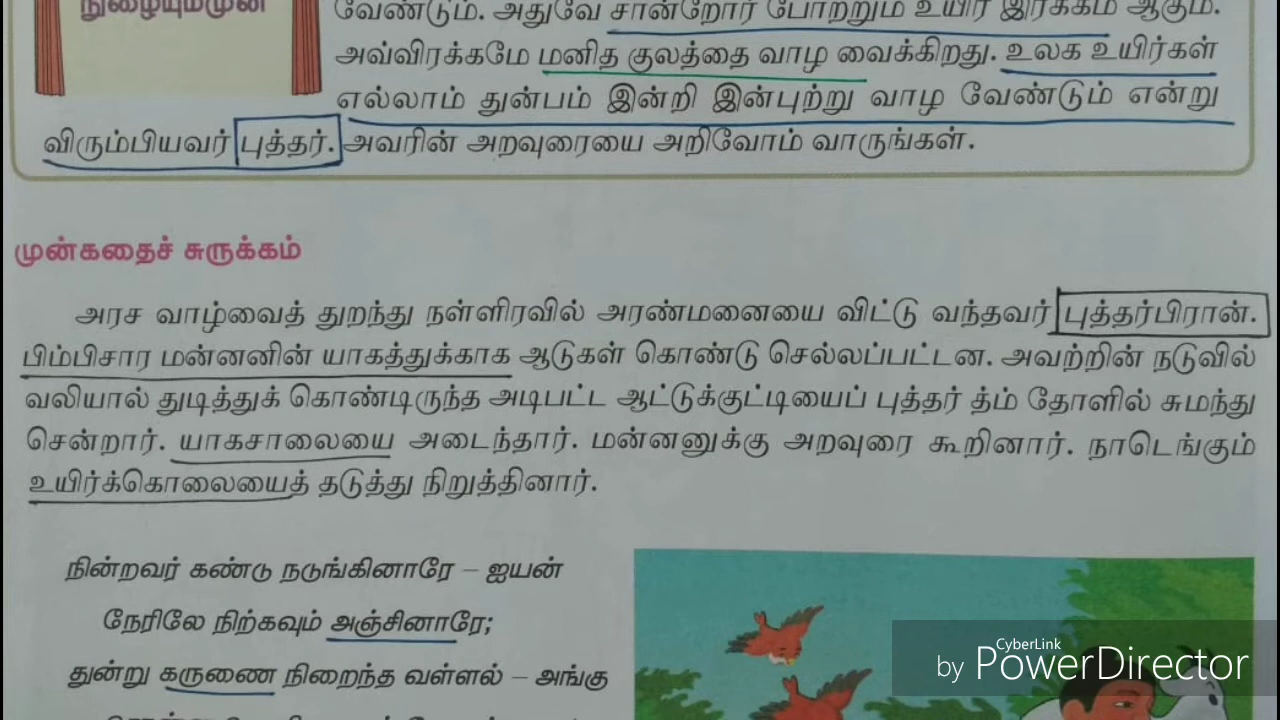 நுழையுமுன்
வேண்டும். அதுவே சான்றோர் போற்றும் உயிர் இரக்கம் ஆகும்.
அவ்விரக்கமே மனித குலத்தை வாழ வைக்கிறது. உலக உயிர்கள்
எல்லாம் துன்பம் இன்றி இன்புற்று வாழ வேண்டும் என்று
விரும்பியவர் புத்தர். அவரின் அறவுரையை அறிவோம் வாருங்கள்.
முன்கதைச் சுருக்கம்
அரச வாழ்வைத் துறந்து நள்ளிரவில் அரண்மனையை விட்டு வந்தவர் புத்தர்பிரான்.
பிம்பிசார மன்னனின் யாகத்துக்காக ஆடுகள் கொண்டு செல்லப்பட்டன. அவற்றின் நடுவில்
வலியால் துடித்துக் கொண்டிருந்த அடிபட்ட ஆட்டுக்குட்டியைப் புத்தர் தம் தோளில் சுமந்து
சென்றார். யாகசாலையை அடைந்தார். மன்னனுக்கு அறவுரை கூறினார். நாடெங்கும்
உயிர்க்கொலையைத் தடுத்து நிறுத்தினார்.
நின்றவர் கண்டு நடுங்கினாரே – ஐயன்
நேரிலே நிற்கவும் அஞ்சினாரே;
துன்று கருணை நிறைந்த வள்ளல் – அங்கு
CyberLink
by PowerDirector